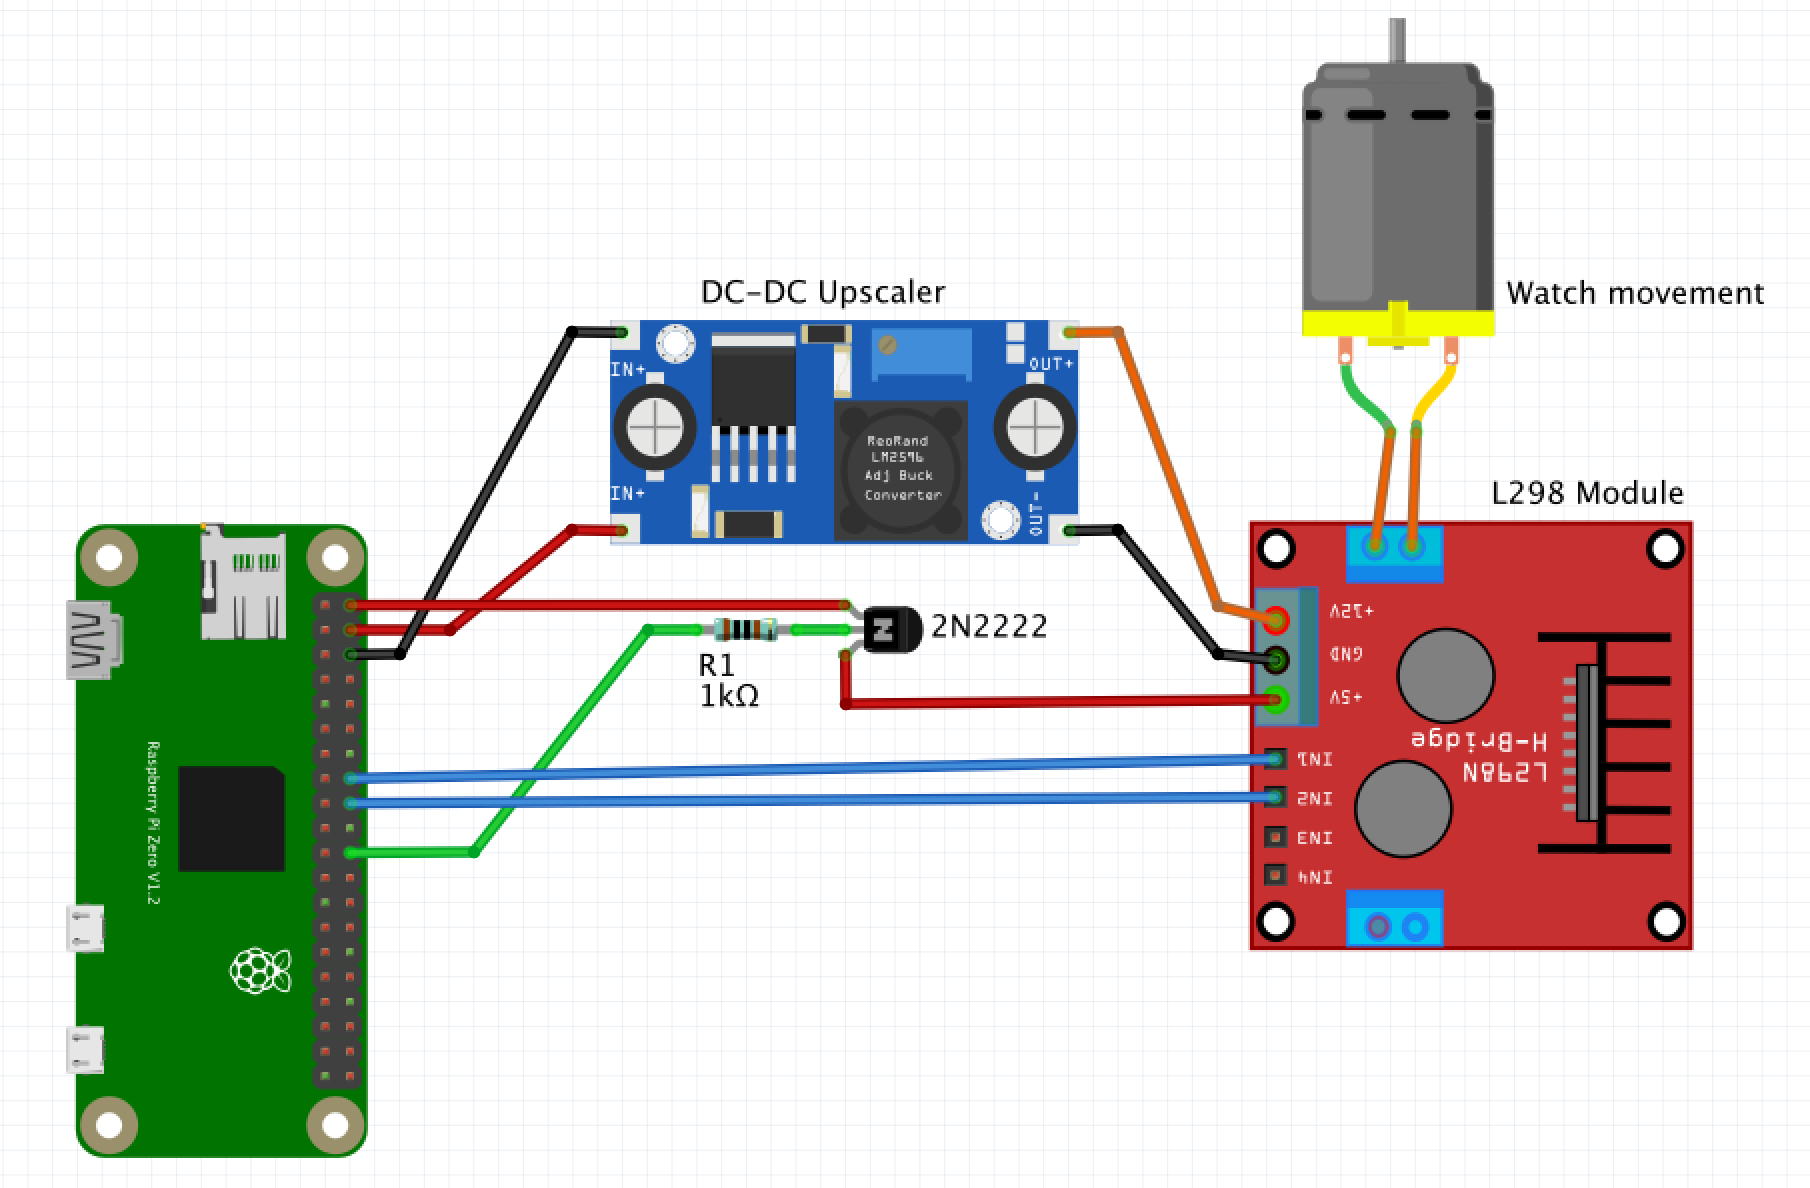 DC-DC Upscaler
IN+
OUT+
ReoRand
LM2596
Adj Buck
Converter
IN+
OUT-
Watch movement
L298 Module
+12V
GND
+5V
H-Bridge
L298N
IN1
IN2
IN3
IN4
2N2222
N
R1
1kΩ
Raspberry Pi Zero V1.2